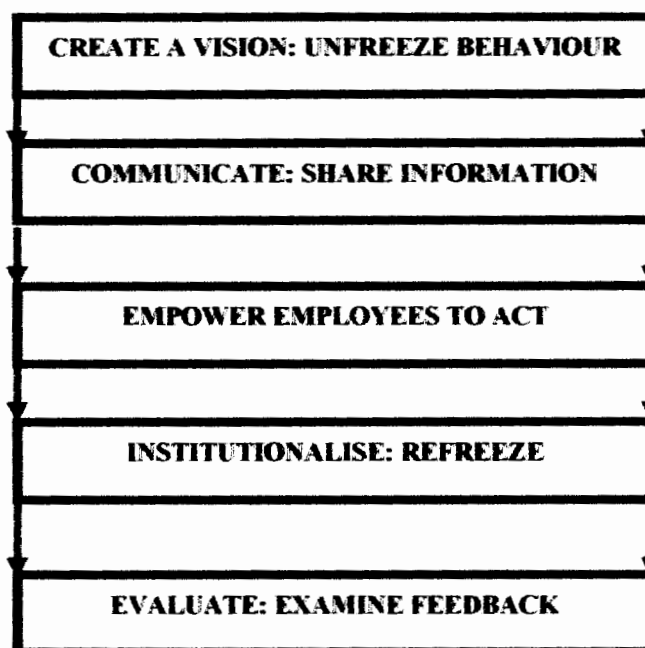 CREATE A VISION: UNFREEZE BEHAVIOUR
COMMUNICATE: SHARE INFORMATION
EMPOWER EMPLOYEES TO ACT
INSTITUTIONALISE: REFREEZE
EVALUATE: EXAMINE FEEDBACK